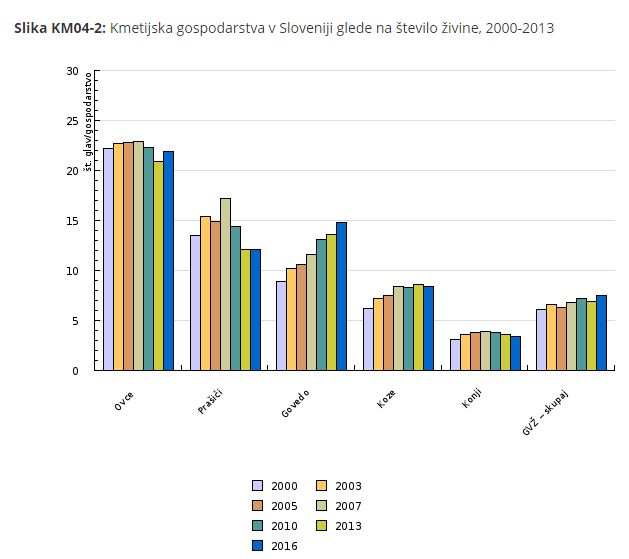 Slika KM04-2: Kmetijska gospodarstva v Sloveniji glede na število živine, 2000-2013
št. glav/gospodarstvo
30
25
20
15
10
5
0
Ovce
Prašiči
Govedo
Koze
Konji
GVŽ – skupaj
2000
2003
2005
2007
2010
2013
2016